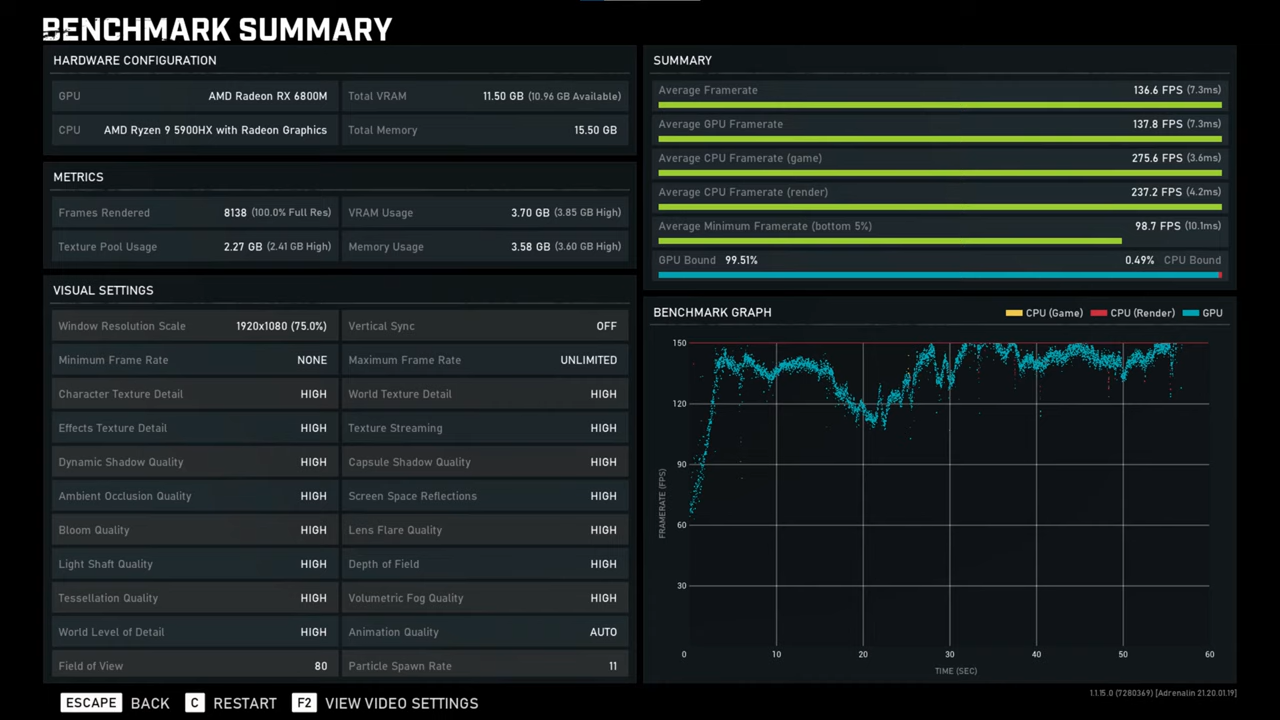 BENCHMARK SUMMARY
HARDWARE CONFIGURATION
GPU AMD Radeon RX 6800M Total VRAM 11.50 GB (10.96 GB Available)
CPU AMD Ryzen 9 5900HX with Radeon Graphics Total Memory 15.50 GB
METRICS
Frames Rendered 8138 (100.0% Full Res) VRAM Usage 3.70 GB (3.85 GB High)
Texture Pool Usage 2.27 GB (2.41 GB High) Memory Usage 3.58 GB (3.60 GB High)
VISUAL SETTINGS
Window Resolution Scale 1920x1080 (75.0%) Vertical Sync OFF
Minimum Frame Rate NONE Maximum Frame Rate UNLIMITED
Character Texture Detail HIGH World Texture Detail HIGH
Effects Texture Detail HIGH Texture Streaming HIGH
Dynamic Shadow Quality HIGH Capsule Shadow Quality HIGH
Ambient Occlusion Quality HIGH Screen Space Reflections HIGH
Bloom Quality HIGH Lens Flare Quality HIGH
Light Shaft Quality HIGH Depth of Field HIGH
Tessellation Quality HIGH Volumetric Fog Quality HIGH
World Level of Detail HIGH Animation Quality AUTO
Field of View 80 Particle Spawn Rate 11
SUMMARY
Average Framerate 136.6 FPS (7.3ms)
Average GPU Framerate 137.8 FPS (7.3ms)
Average CPU Framerate (game) 275.6 FPS (3.6ms)
Average CPU Framerate (render) 237.2 FPS (4.2ms)
Average Minimum Framerate (bottom 5%) 98.7 FPS (10.1ms)
GPU Bound 99.51% 0.49% CPU Bound
BENCHMARK GRAPH CPU (Game) CPU (Render) GPU
150
120
90
60
30
FRAMERATE (FPS)
0 10 20 30 40 50 60
TIME (SEC)
1.1.15.0 (7280369) [Adrenalin 21.20.01.19]
ESCAPE BACK C RESTART F2 VIEW VIDEO SETTINGS